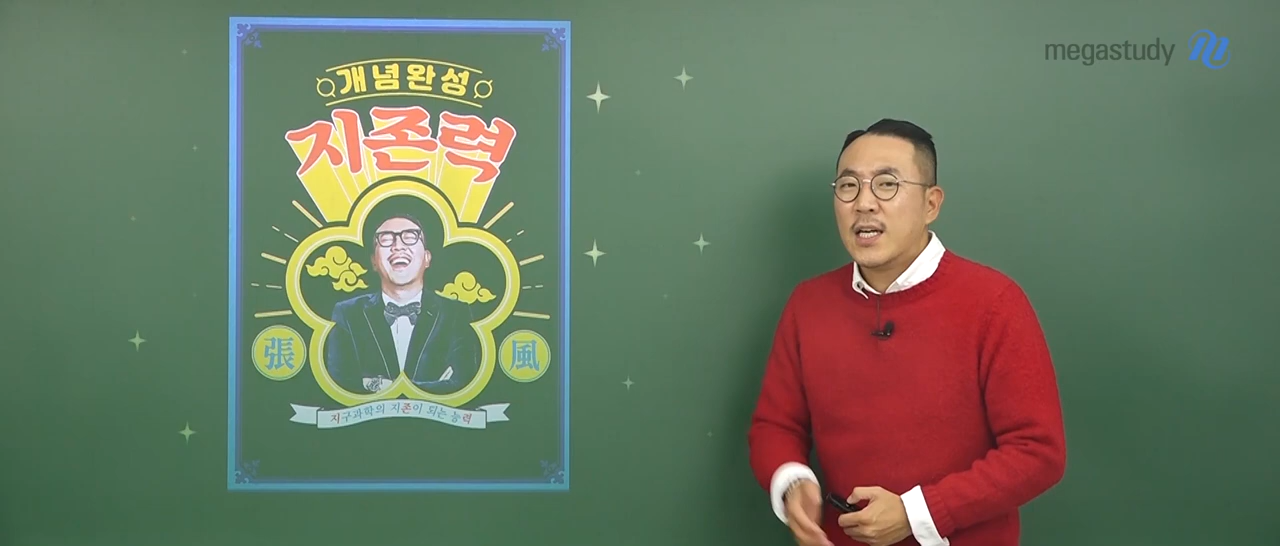 megastudy
개념완성
지존력
張 風
지구과학의 지존이 되는 능력